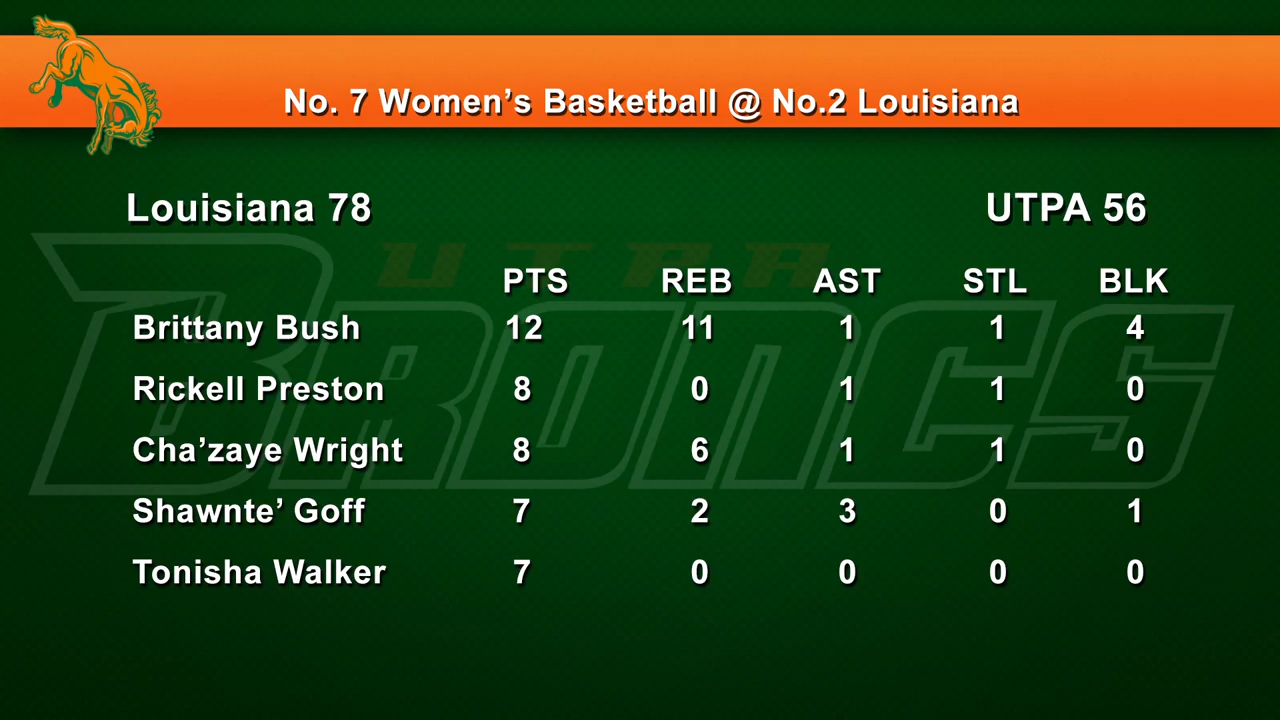 No. 7 Women's Basketball @ No.2 Louisiana
Louisiana 78 UTPA 56
UTPA
BRONCS
PTS REB AST STL BLK
Brittany Bush 12 11 1 1 4
Rickell Preston 8 0 1 1 0
Cha’zaye Wright 8 6 1 1 0
Shawnte’ Goff 7 2 3 0 1
Tonisha Walker 7 0 0 0 0